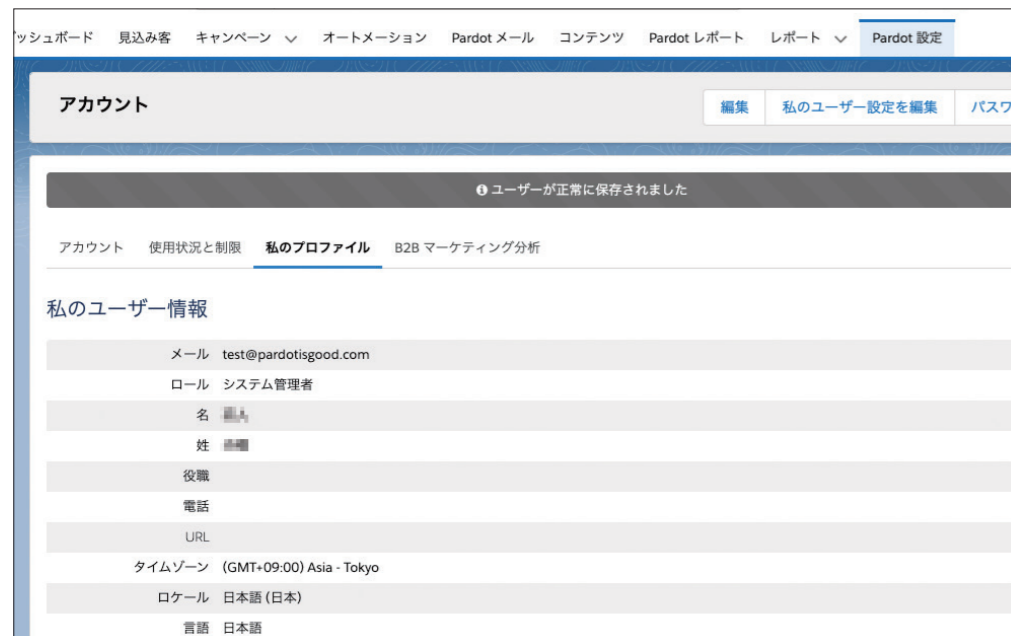 ッシュボード 見込み客 キャンペーン オートメーション Pardot メール コンテンツ Pardot レポート レポート Pardot 設定
アカウント 編集 私のユーザー設定を編集 パスワ
ユーザーが正常に保存されました
アカウント 使用状況と制限 私のプロファイル B2B マーケティング分析
私のユーザー情報
メール test@pardotisgood.com
ロール システム管理者
名
姓
役職
電話
URL
タイムゾーン (GMT+09:00) Asia - Tokyo
ロケール 日本語 (日本)
言語 日本語